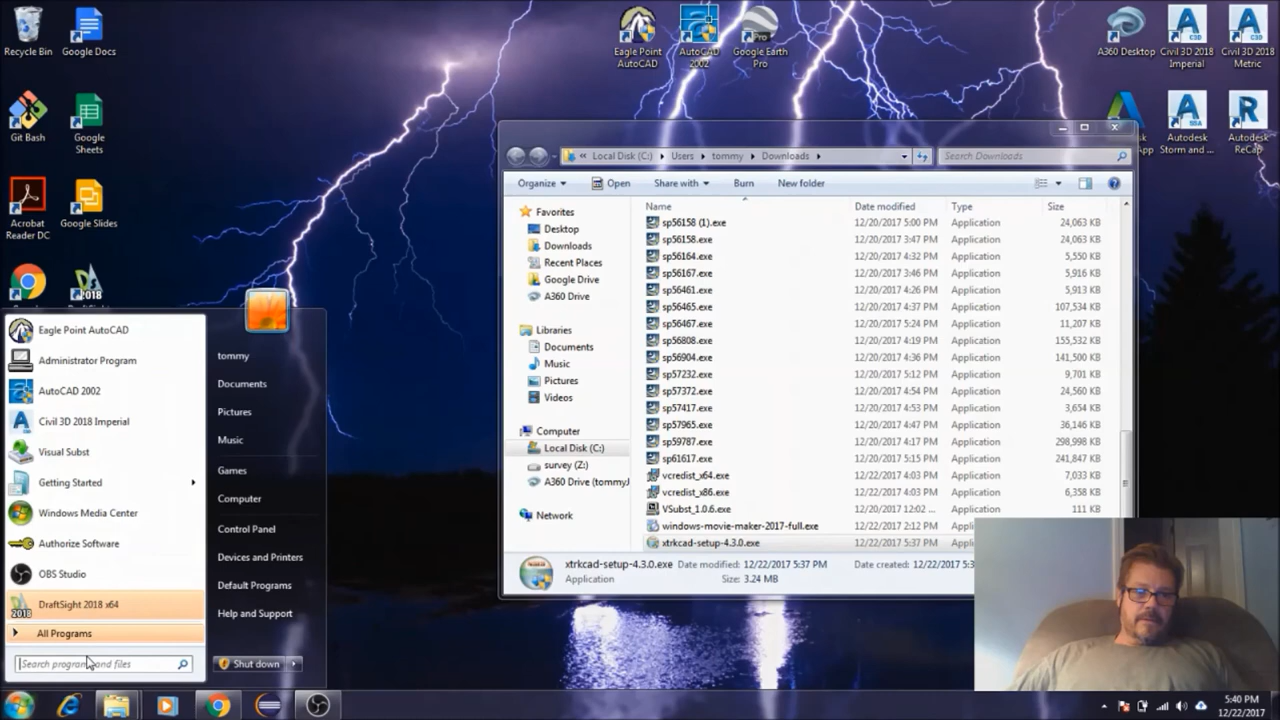 Recycle Bin
Google Docs
Eagle Point
AutoCAD
AutoCAD
2002
Google Earth
Pro
A360 Desktop
Civil 3D 2018
Imperial
Civil 3D 2018
Metric
Git Bash
Google
Sheets
Autodesk
Storm and ...
Autodesk
ReCap
Acrobat
Reader DC
Google Slides
2018
« Local Disk (C:) Users tommy Downloads
Search Downloads
Organize Open Share with Burn New folder
Name Date modified Type Size
Favorites
Desktop
Downloads
Recent Places
Google Drive
A360 Drive
Libraries
Documents
Music
Pictures
Videos
Computer
Local Disk (C:)
survey (Z:)
A360 Drive (tommyJ
Network
sp56158 (1).exe 12/20/2017 5:00 PM Application 24,063 KB
sp56158.exe 12/20/2017 3:47 PM Application 24,063 KB
sp56164.exe 12/20/2017 4:32 PM Application 5,550 KB
sp56167.exe 12/20/2017 3:46 PM Application 5,916 KB
sp56461.exe 12/20/2017 4:26 PM Application 5,913 KB
sp56465.exe 12/20/2017 4:37 PM Application 107,534 KB
sp56467.exe 12/20/2017 5:24 PM Application 11,207 KB
sp56808.exe 12/20/2017 4:19 PM Application 155,532 KB
sp56904.exe 12/20/2017 4:36 PM Application 141,500 KB
sp57232.exe 12/20/2017 5:12 PM Application 9,701 KB
sp57372.exe 12/20/2017 4:54 PM Application 24,560 KB
sp57417.exe 12/20/2017 4:53 PM Application 3,654 KB
sp57965.exe 12/20/2017 4:47 PM Application 36,146 KB
sp59787.exe 12/20/2017 4:17 PM Application 298,998 KB
sp61617.exe 12/20/2017 5:15 PM Application 241,847 KB
vcredist_x64.exe 12/22/2017 4:03 PM Application 7,033 KB
vcredist_x86.exe 12/22/2017 4:03 PM Application 6,358 KB
VSubst_1.0.6.exe 12/20/2017 12:02 ... Application 111 KB
windows-movie-maker-2017-full.exe 12/22/2017 2:12 PM
xtrkcad-setup-4.3.0.exe 12/22/2017 5:37 PM
xtrkcad-setup-4.3.0.exe Date modified: 12/22/2017 5:37 PM Date created: 12/22/2017 5:3
Application Size: 3.24 MB
Eagle Point AutoCAD
Administrator Program
AutoCAD 2002
Civil 3D 2018 Imperial
Visual Subst
Getting Started
Windows Media Center
Authorize Software
OBS Studio
DraftSight 2018 x64
2018
All Programs
Search programs and files
tommy
Documents
Pictures
Music
Games
Computer
Control Panel
Devices and Printers
Default Programs
Help and Support
Shut down
5:40 PM
12/22/2017